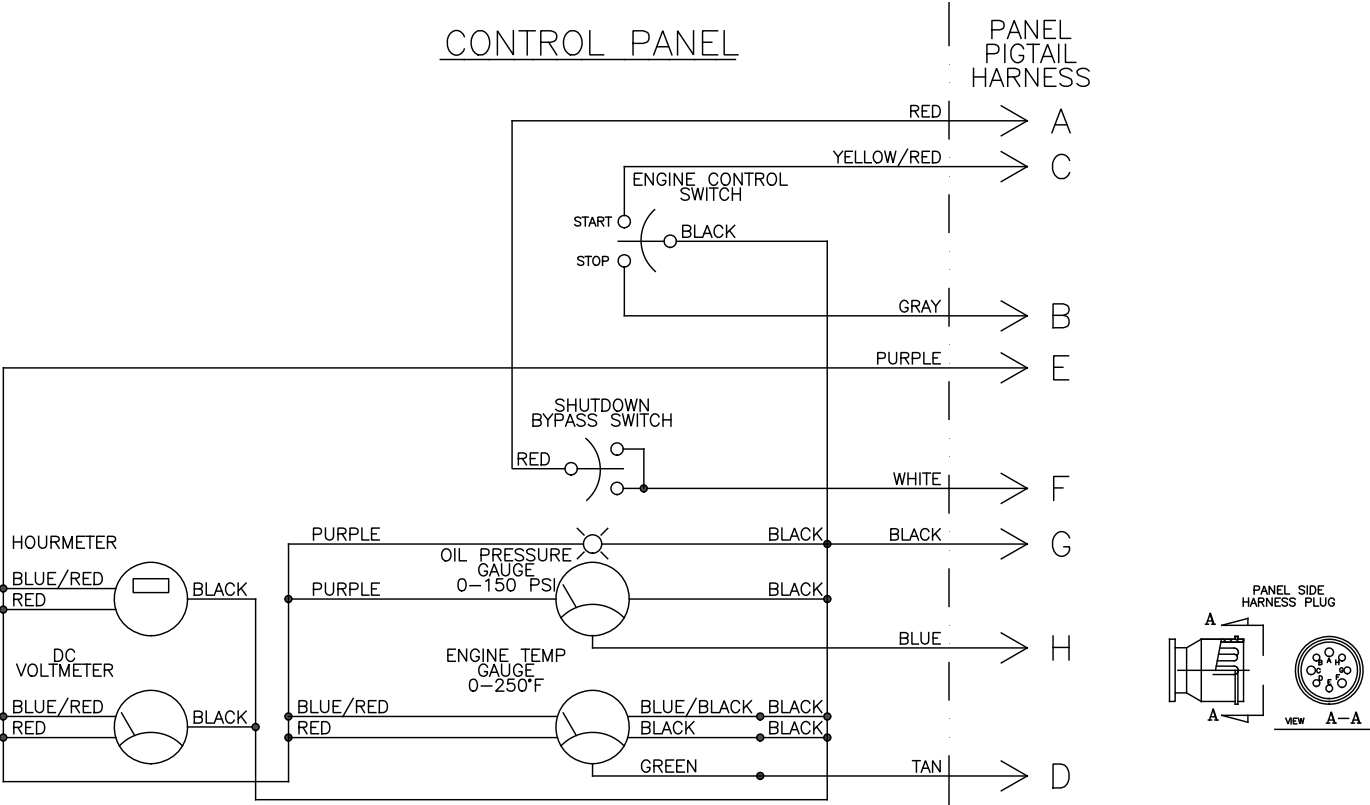 CONTROL PANEL
PANEL
PIGTAIL
HARNESS
RED
A
YELLOW/RED
C
ENGINE CONTROL
SWITCH
START
BLACK
STOP
GRAY
B
PURPLE
E
SHUTDOWN
BYPASS SWITCH
RED
WHITE
F
PURPLE
BLACK
BLACK
G
HOURMETER
OIL PRESSURE
GAUGE
0-150 PSI
BLUE/RED
BLACK
PURPLE
BLACK
RED
BLUE
H
DC
VOLTMETER
ENGINE TEMP
GAUGE
0-250°F
BLUE/RED
BLACK
BLUE/RED
BLUE/BLACK
BLACK
RED
RED
BLACK
BLACK
GREEN
TAN
D
PANEL SIDE
HARNESS PLUG
A
A
VIEW A-A
B
A
H
C
G
D
E
F